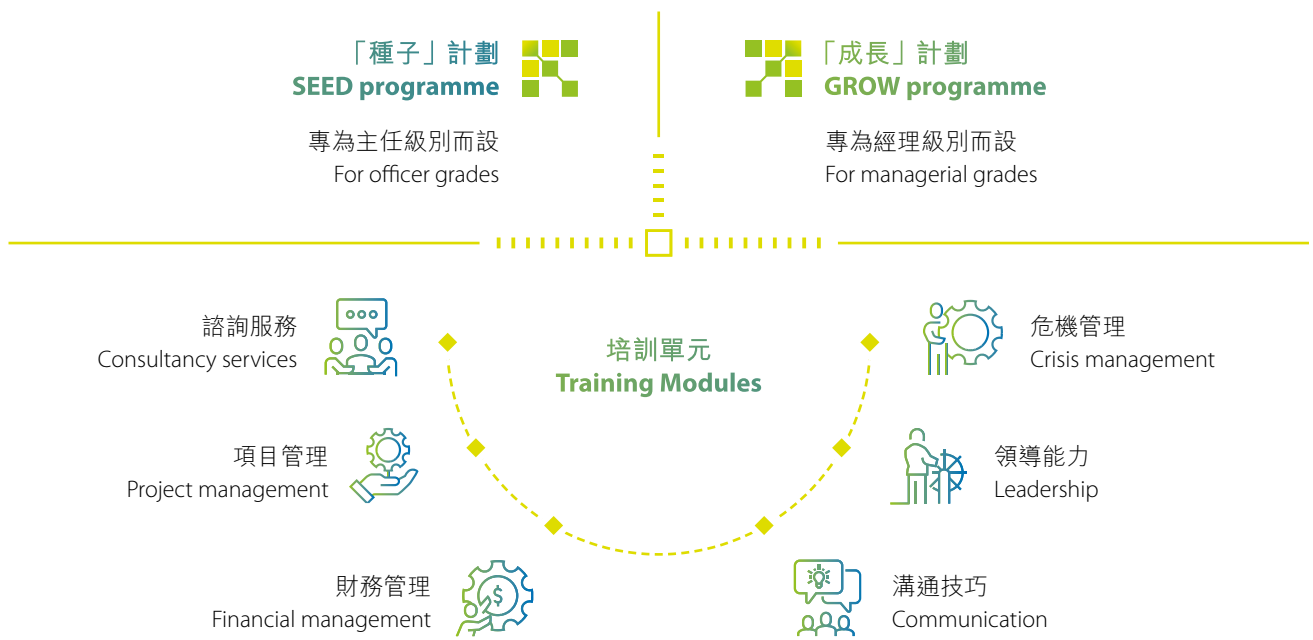 「種子」計劃
SEED programme
專為主任級別而設
For officer grades
「成長」計劃
GROW programme
專為經理級別而設
For managerial grades
培訓單元
Training Modules
諮詢服務
Consultancy services
項目管理
Project management
財務管理
Financial management
$
危機管理
Crisis management
領導能力
Leadership
溝通技巧
Communication